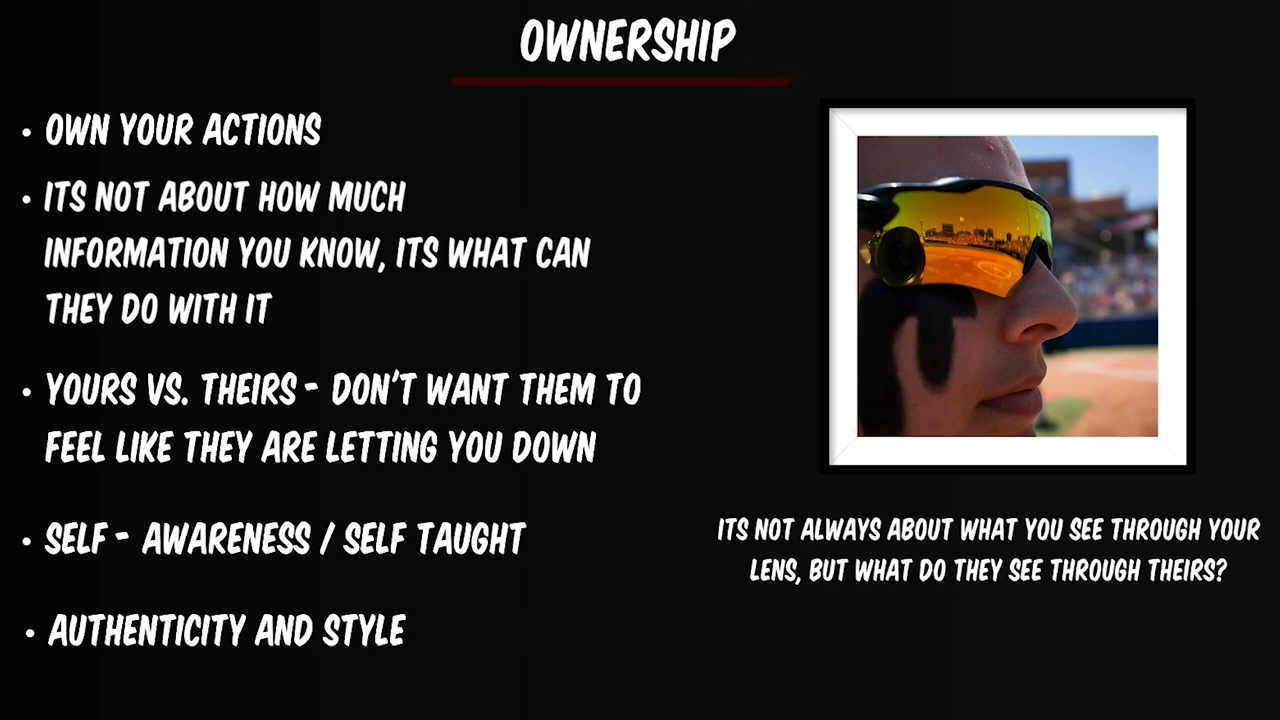 OWNERSHIP
• OWN YOUR ACTIONS
• ITS NOT ABOUT HOW MUCH
INFORMATION YOU KNOW, ITS WHAT CAN
THEY DO WITH IT
• YOURS VS. THEIRS - DON'T WANT THEM TO
FEEL LIKE THEY ARE LETTING YOU DOWN
• SELF - AWARENESS / SELF TAUGHT
• AUTHENTICITY AND STYLE
ITS NOT ALWAYS ABOUT WHAT YOU SEE THROUGH YOUR
LENS, BUT WHAT DO THEY SEE THROUGH THEIRS?